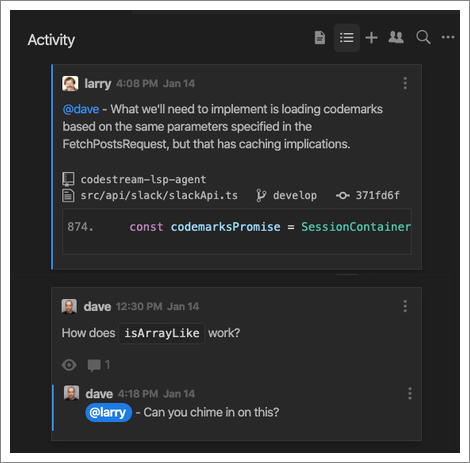 Activity
larry 4:08 PM Jan 14
@dave - What we'll need to implement is loading codemarks
based on the same parameters specified in the
FetchPostsRequest, but that has caching implications.
codestream-lsp-agent
src/api/slack/slackApi.ts develop 371fd6f
874. const codemarksPromise = SessionContainer
dave 12:30 PM Jan 14
How does isArrayLike work?
1
dave 4:18 PM Jan 14
@larry - Can you chime in on this?